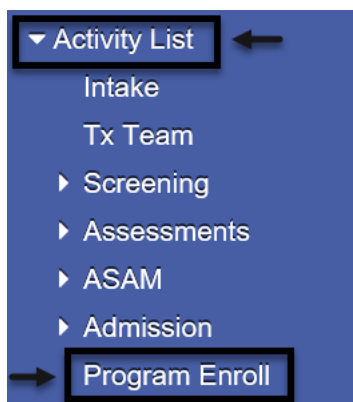 Activity List
Intake
Tx Team
Screening
Assessments
ASAM
Admission
Program Enroll